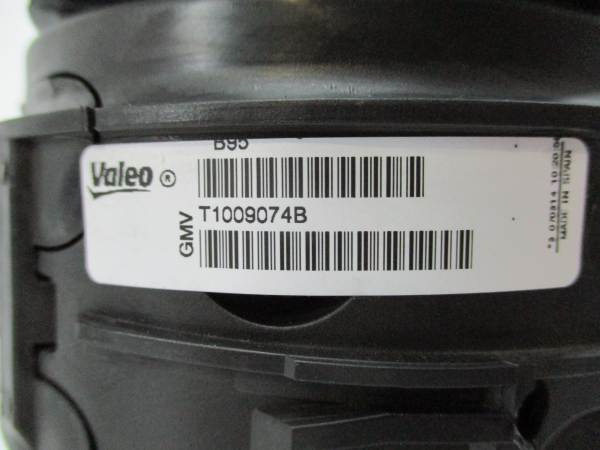 B95
Valeo ®
T1009074B
GMV
MADE IN SPAIN